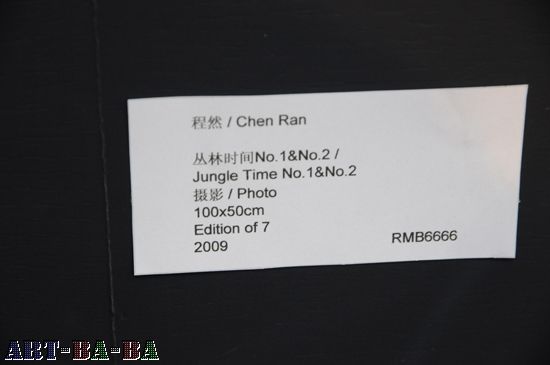 程然 / Chen Ran
丛林时间No.1&No.2 /
Jungle Time No.1&No.2
摄影 / Photo
100x50cm
Edition of 7
2009
RMB6666
ART-BA-BA